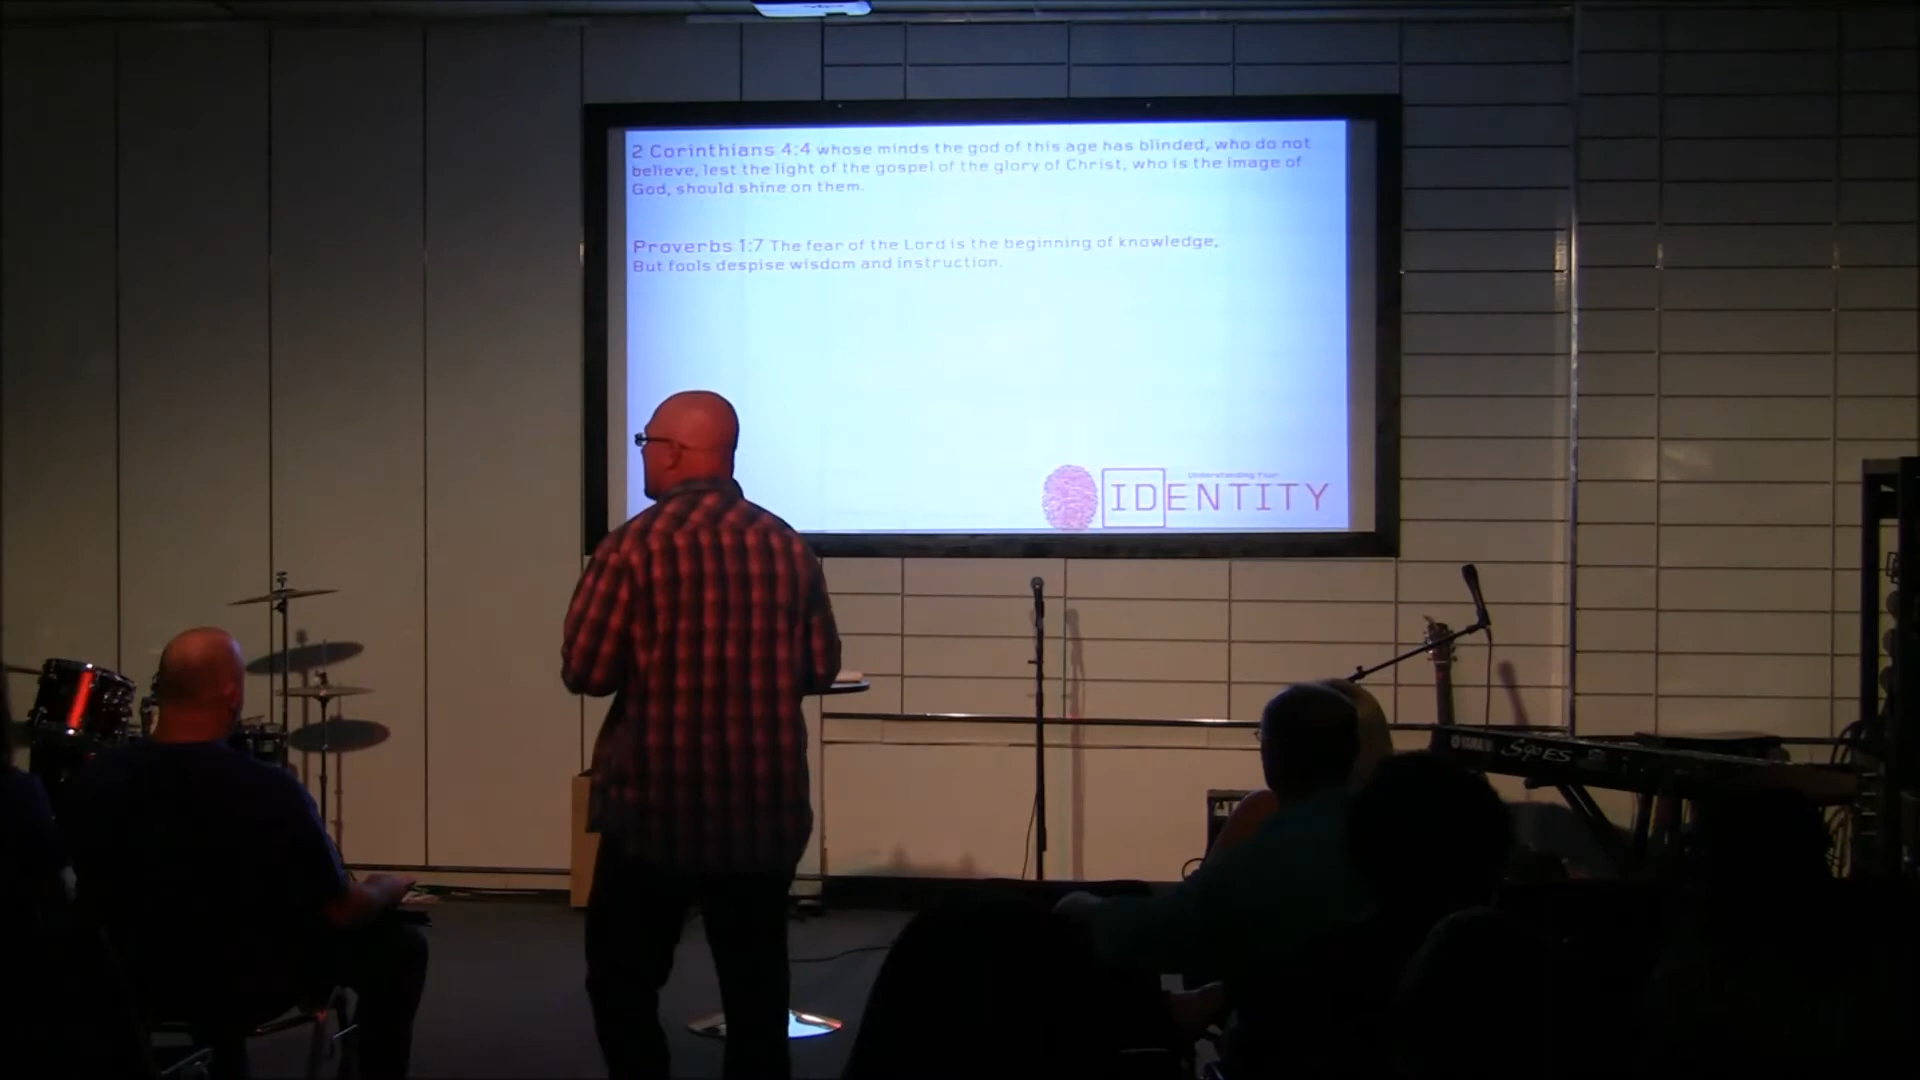 2 Corinthians 4:4 whose minds the god of this age has blinded, who do not
believe, lest the light of the gospel of the glory of Christ, who is the image of
God, should shine on them.
Proverbs 1:7 The fear of the Lord is the beginning of knowledge,
But fools despise wisdom and instruction.
Understanding Your
IDENTITY
YAMAHA S90ES